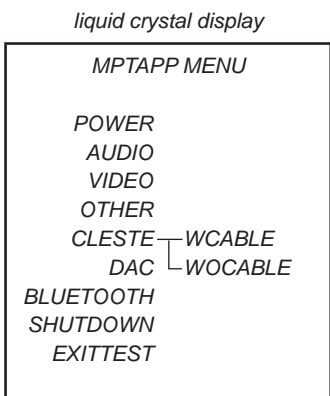 liquid crystal display
MPTAPP MENU
POWER
AUDIO
VIDEO
OTHER
CLESTE WCABLE
DAC WOCABLE
BLUETOOTH
SHUTDOWN
EXITTEST